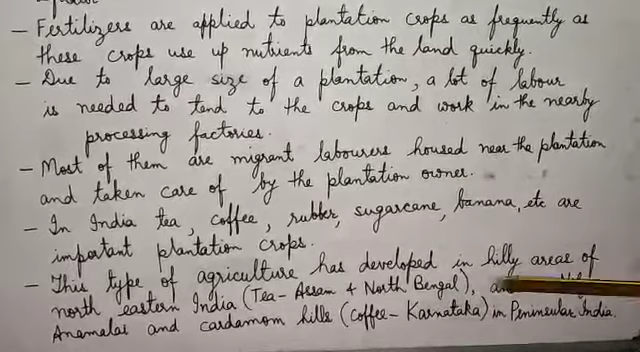 - Fertilizers are applied to plantation crops as frequently as
these crops use up nutrients from the land quickly.
- Due to large size of a plantation, a lot of labour
is needed to tend to the crops and work in the nearby
processing factories.
- Most of them are migrant labourers housed near the plantation
and taken care of by the plantation owner.
- In India tea, coffee, rubber, sugarcane, banana, etc are
important plantation crops.
- This type of agriculture has developed in hilly areas of
north eastern India (Tea- Assam & North Bengal),
Anamalai and cardamom hills (coffee- Karnataka) in Peninsular India.